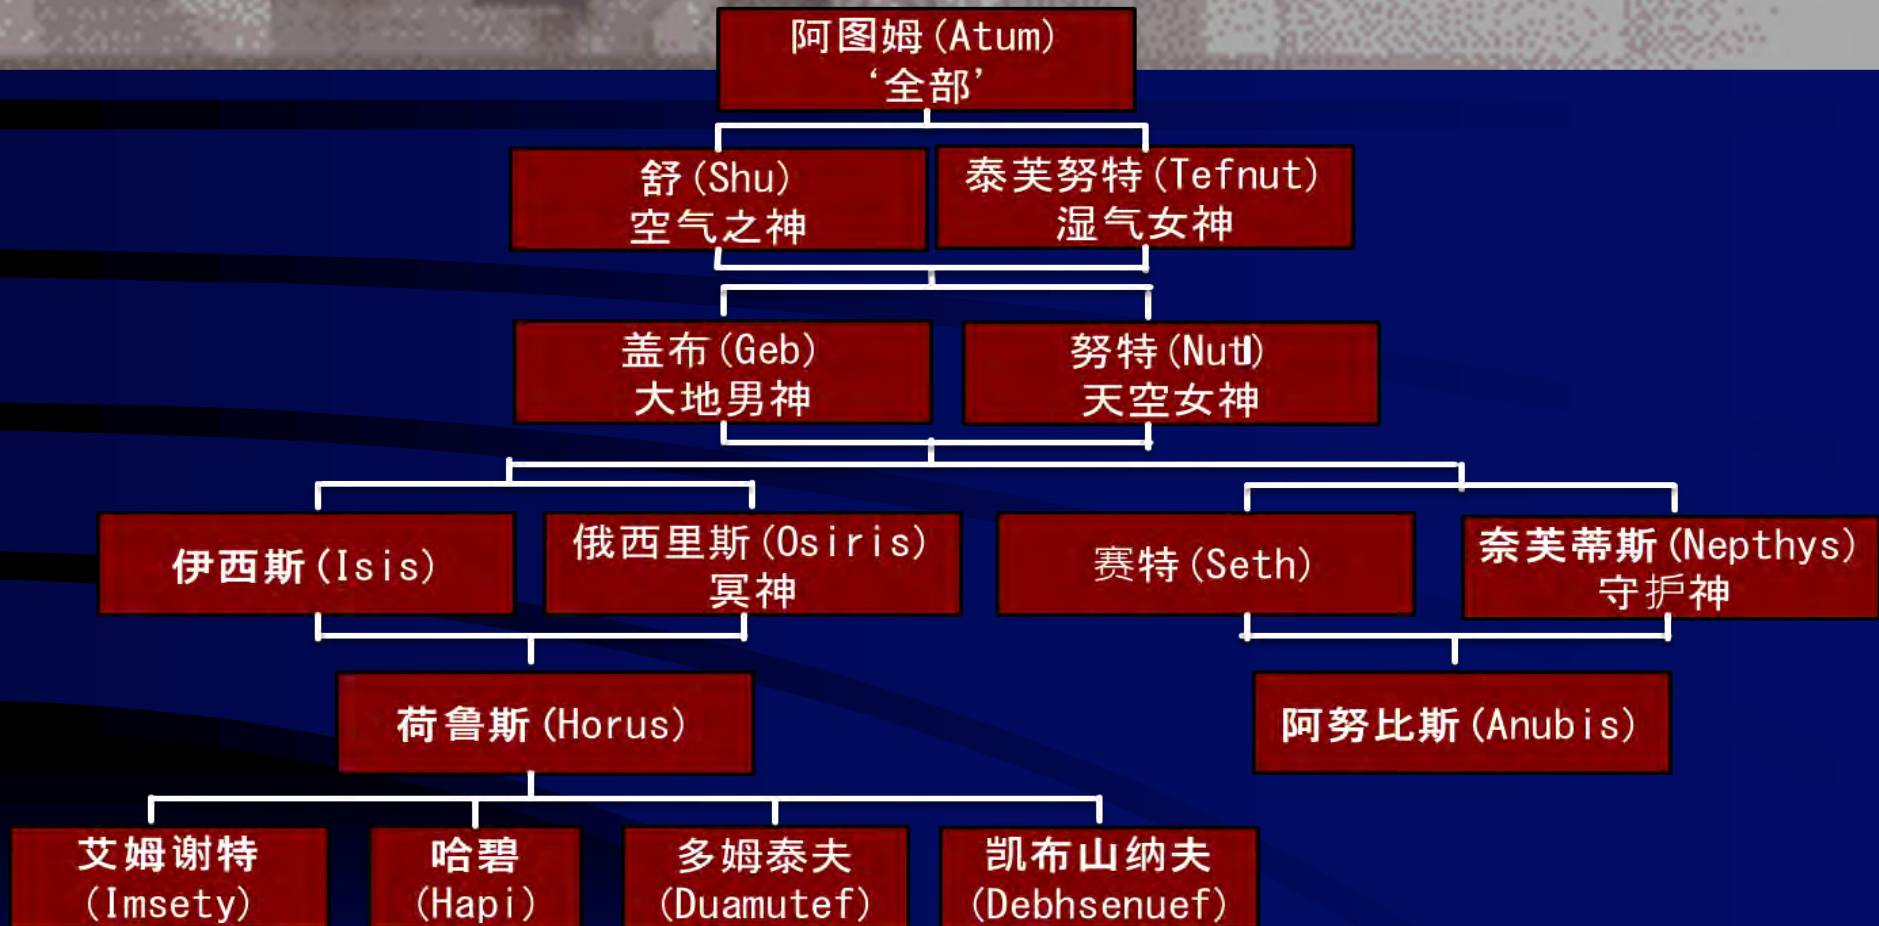 阿图姆(Atum)
‘全部’
舒(Shu)
空气之神
泰芙努特(Tefnut)
湿气女神
盖布(Geb)
大地男神
努特(Nut)
天空女神
伊西斯(Isis)
俄西里斯(Osiris)
冥神
赛特(Seth)
奈芙蒂斯(Nepthys)
守护神
荷鲁斯(Horus)
阿努比斯(Anubis)
艾姆谢特
(Imsety)
哈碧
(Hapi)
多姆泰夫
(Duamutef)
凯布山纳夫
(Debhsenuef)